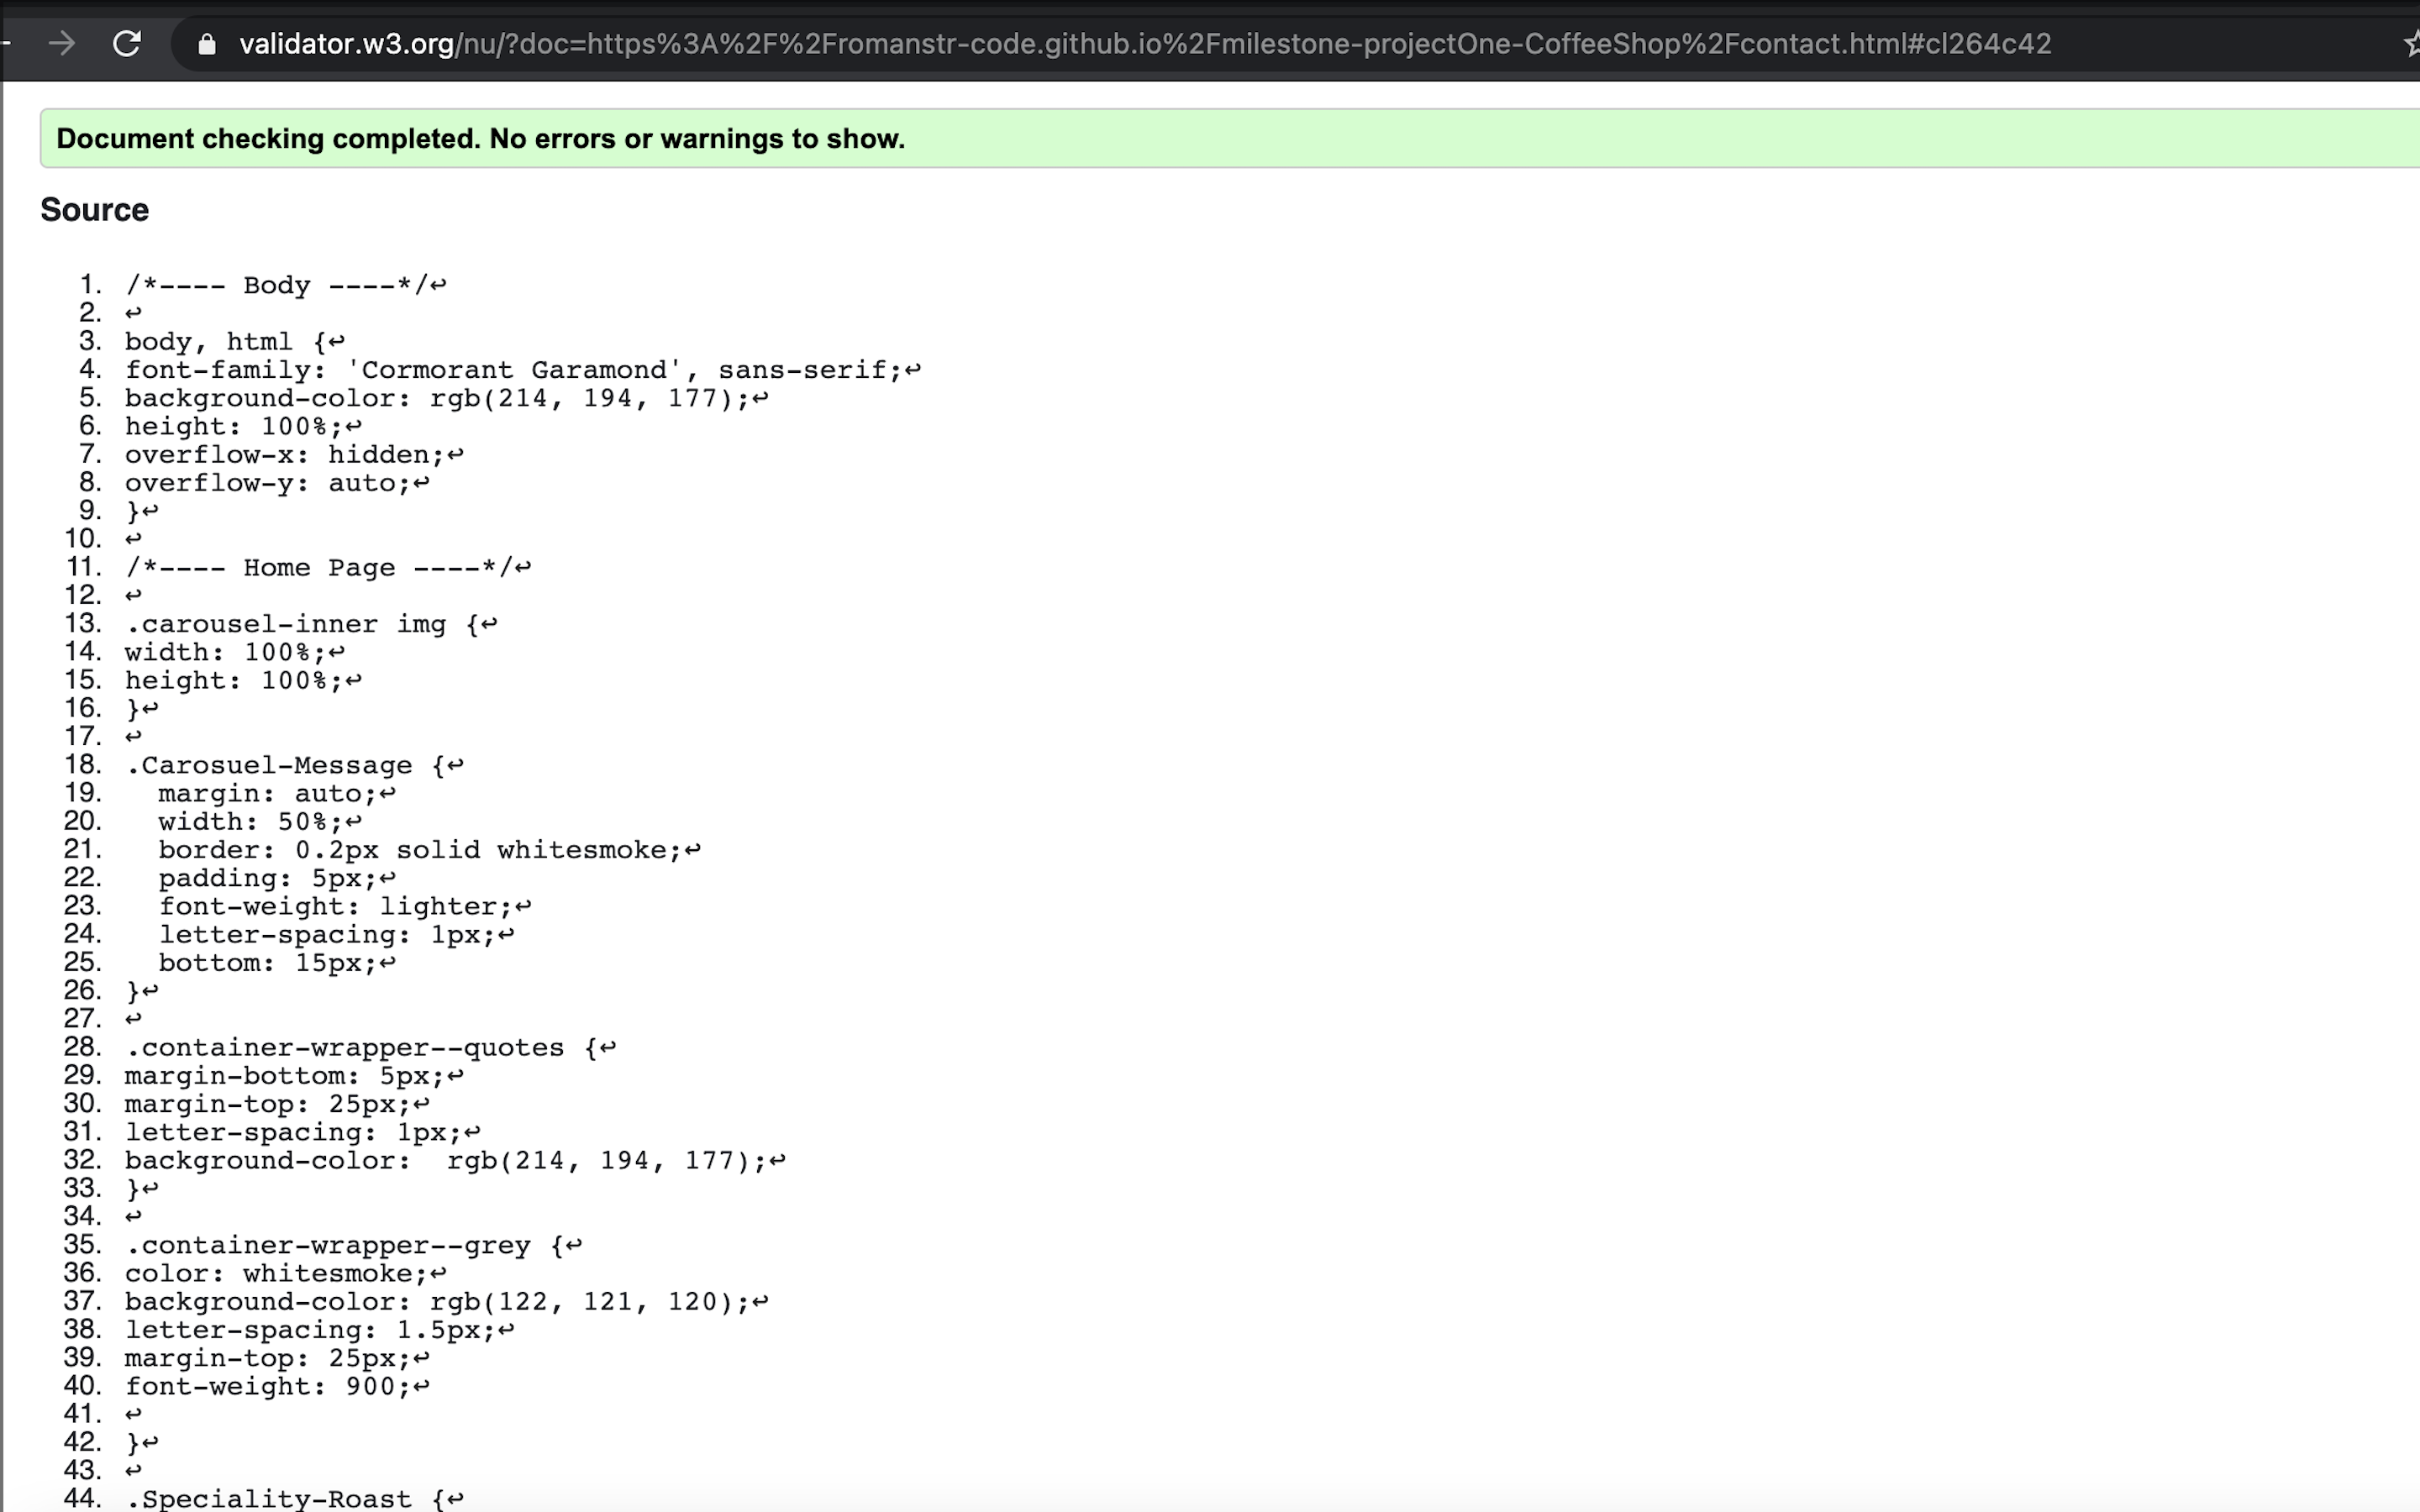 validator.w3.org/nu/?doc=https%3A%2F%2Fromanstr-code.github.io%2Fmilestone-projectOne-CoffeeShop%2Fcontact.html#cl264c42
Document checking completed. No errors or warnings to show.
Source
1. /*---- Body ----*/↩
2. ↩
3. body, html {↩
4. font-family: 'Cormorant Garamond', sans-serif;↩
5. background-color: rgb(214, 194, 177);↩
6. height: 100%;↩
7. overflow-x: hidden;↩
8. overflow-y: auto;↩
9. }↩
10. ↩
11. /*---- Home Page ----*/↩
12. ↩
13. .carousel-inner img {↩
14. width: 100%;↩
15. height: 100%;↩
16. }↩
17. ↩
18. .Carosuel-Message {↩
19.   margin: auto;↩
20.   width: 50%;↩
21.   border: 0.2px solid whitesmoke;↩
22.   padding: 5px;↩
23.   font-weight: lighter;↩
24.   letter-spacing: 1px;↩
25.   bottom: 15px;↩
26. }↩
27. ↩
28. .container-wrapper--quotes {↩
29. margin-bottom: 5px;↩
30. margin-top: 25px;↩
31. letter-spacing: 1px;↩
32. background-color:  rgb(214, 194, 177);↩
33. }↩
34. ↩
35. .container-wrapper--grey {↩
36. color: whitesmoke;↩
37. background-color: rgb(122, 121, 120);↩
38. letter-spacing: 1.5px;↩
39. margin-top: 25px;↩
40. font-weight: 900;↩
41. ↩
42. }↩
43. ↩
44. .Speciality-Roast {↩